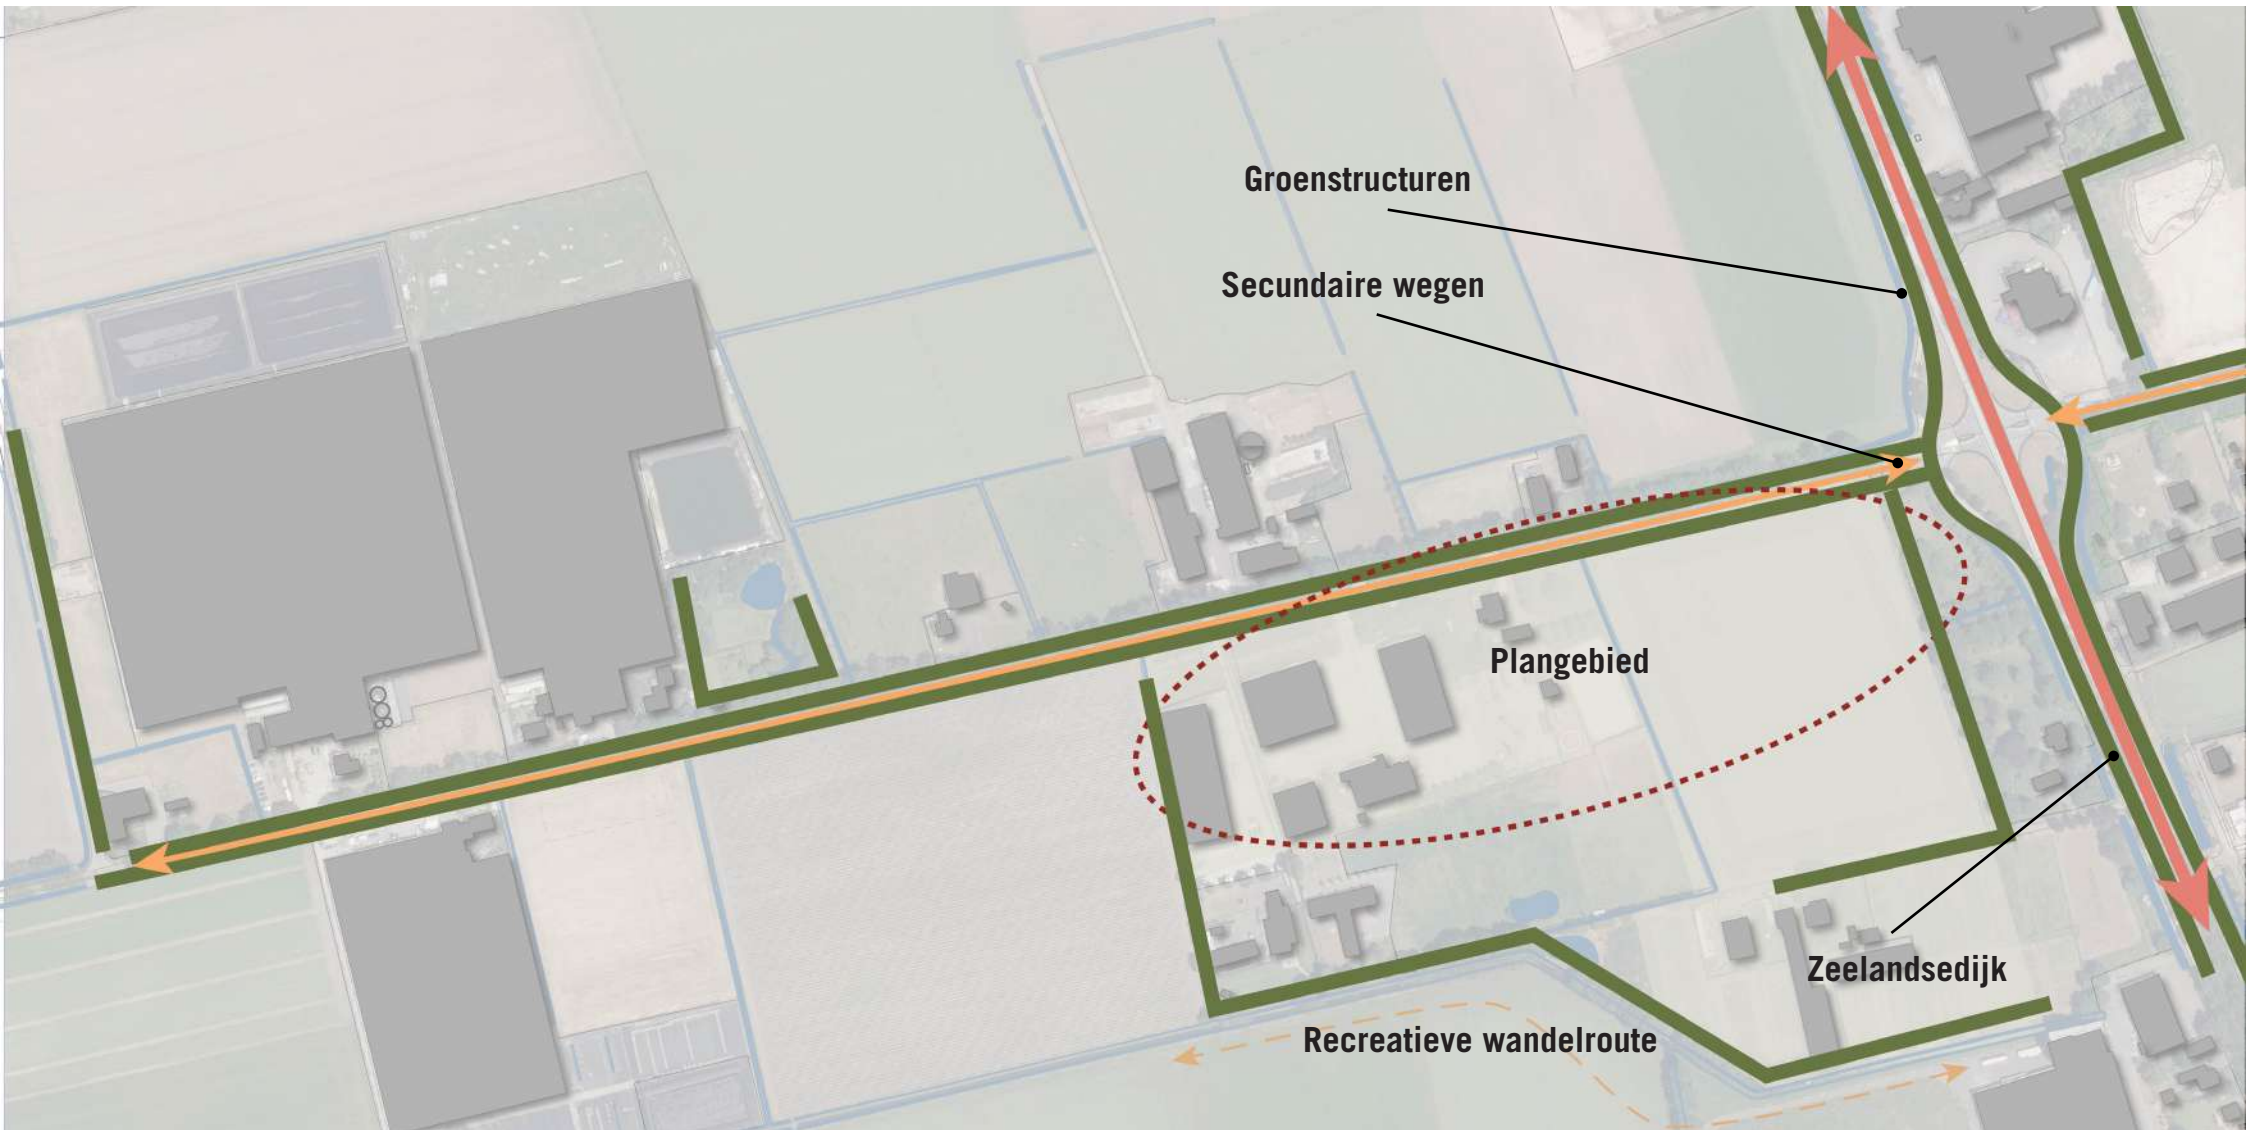 Groenstructuren
Secundaire wegen
Plangebied
Zeelandsedijk
Recreatieve wandelroute